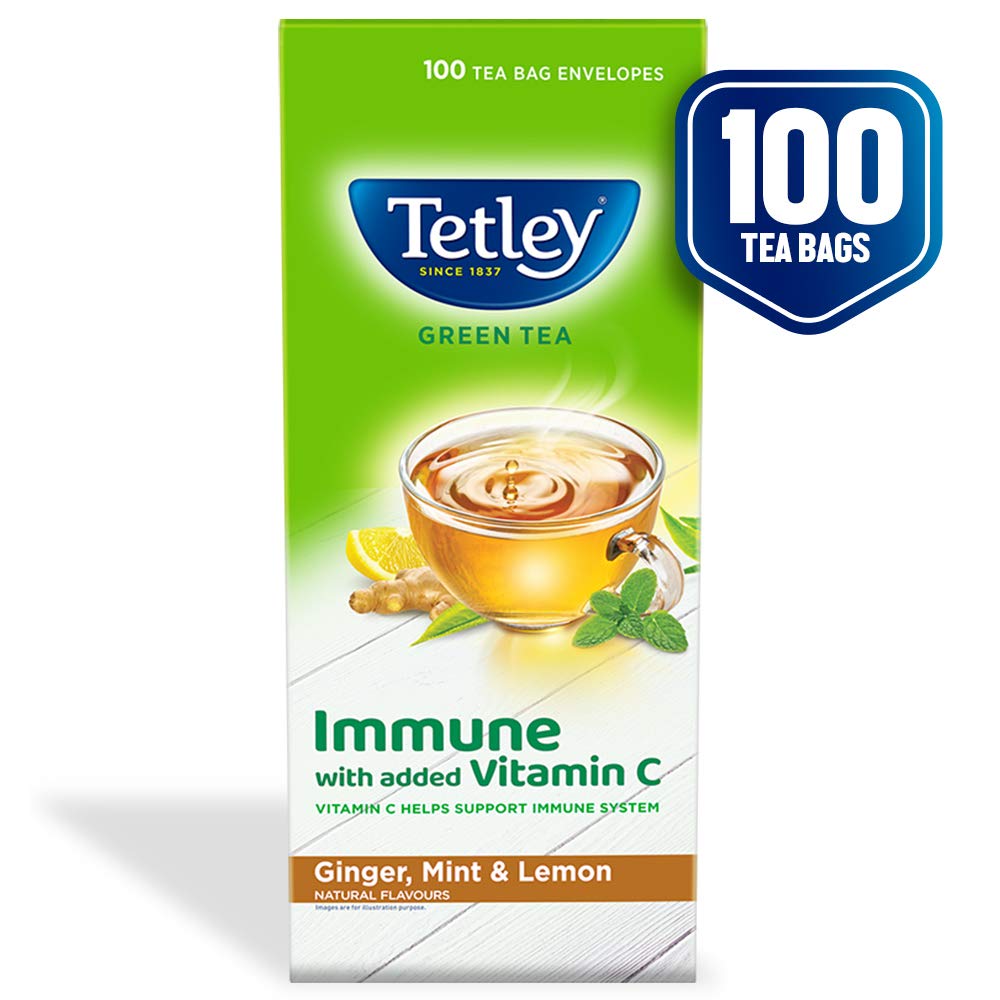 100 TEA BAG ENVELOPES
100
TEA BAGS
Tetley®
SINCE 1837
GREEN TEA
Immune
with added Vitamin C
VITAMIN C HELPS SUPPORT IMMUNE SYSTEM
Ginger, Mint & Lemon
NATURAL FLAVOURS
Images are for illustration purpose.